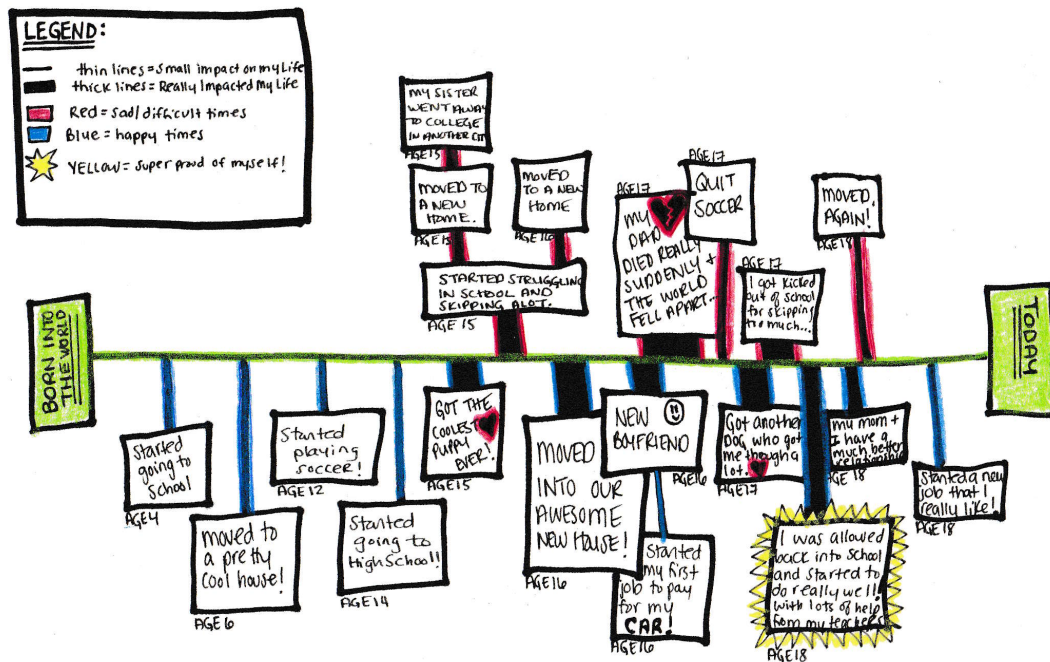 LEGEND:
thin lines = Small impact on my Life
thick lines = Really Impacted My Life
Red = sad/difficult times
Blue = happy times
YELLOW = super proud of myself!
BORN INTO
THE WORLD
MY SISTER
WENT AWAY
TO COLLEGE
IN ANOTHER CIT
AGE 15
MOVED TO
A NEW
HOME.
AGE 15
MOVED
TO A NEW
HOME
AGE 16
STARTED STRUGGLING
IN SCHOOL AND
SKIPPING ALOT.
AGE 15
AGE 17
MY
DAD
DIED REALLY
SUDDENLY +
THE WORLD
FELL APART...
AGE 17
QUIT
SOCCER
AGE 17
I got kicked
out of school
for skipping
too much...
MOVED,
AGAIN!
AGE 18
TODAY
Started
going to
School
AGE 4
moved to
a pretty
cool house!
AGE 6
Started
playing
soccer!
AGE 12
Started
going to
High School!!
AGE 14
GOT THE
COOLEST
PUPPY
EVER!
AGE 15
MOVED
INTO OUR
AWESOME
NEW HOUSE!
AGE 16
NEW
BOYFRIEND
AGE 16
Started
my first
job to pay
for my
CAR!
AGE 16
Got another
DOG, who got
me though a
lot.
AGE 17
I was allowed
back into school
and started to
do really well!
with lots of help
from my teachers
AGE 18
my mom +
I have a
much better
relationship
AGE 18
Started a new
job that I
really like!
AGE 18